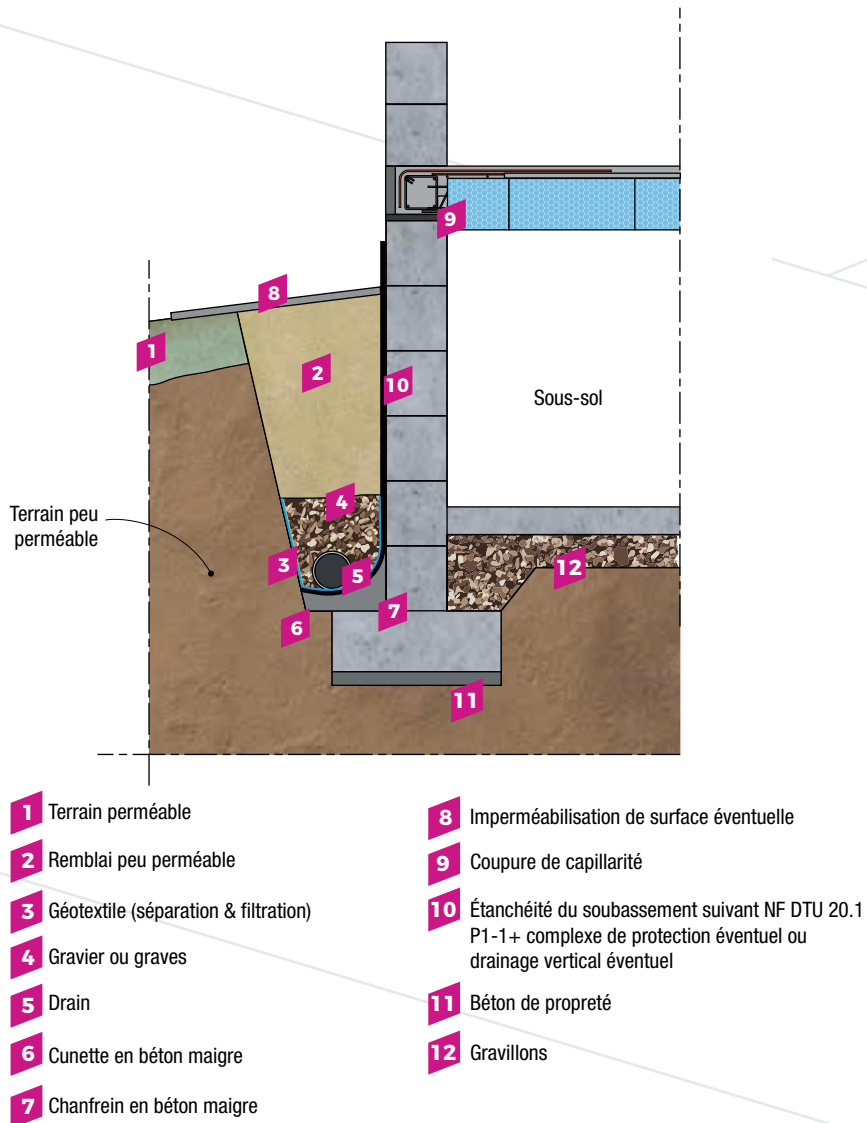 9
8
1
2
10
Sous-sol
4
Terrain peu
perméable
3
5
12
7
6
11
1 Terrain perméable
2 Remblai peu perméable
3 Géotextile (séparation & filtration)
4 Gravier ou graves
5 Drain
6 Cunette en béton maigre
7 Chanfrein en béton maigre
8 Imperméabilisation de surface éventuelle
9 Coupure de capillarité
10 Étanchéité du soubassement suivant NF DTU 20.1
P1-1+ complexe de protection éventuel ou
drainage vertical éventuel
11 Béton de propreté
12 Gravillons